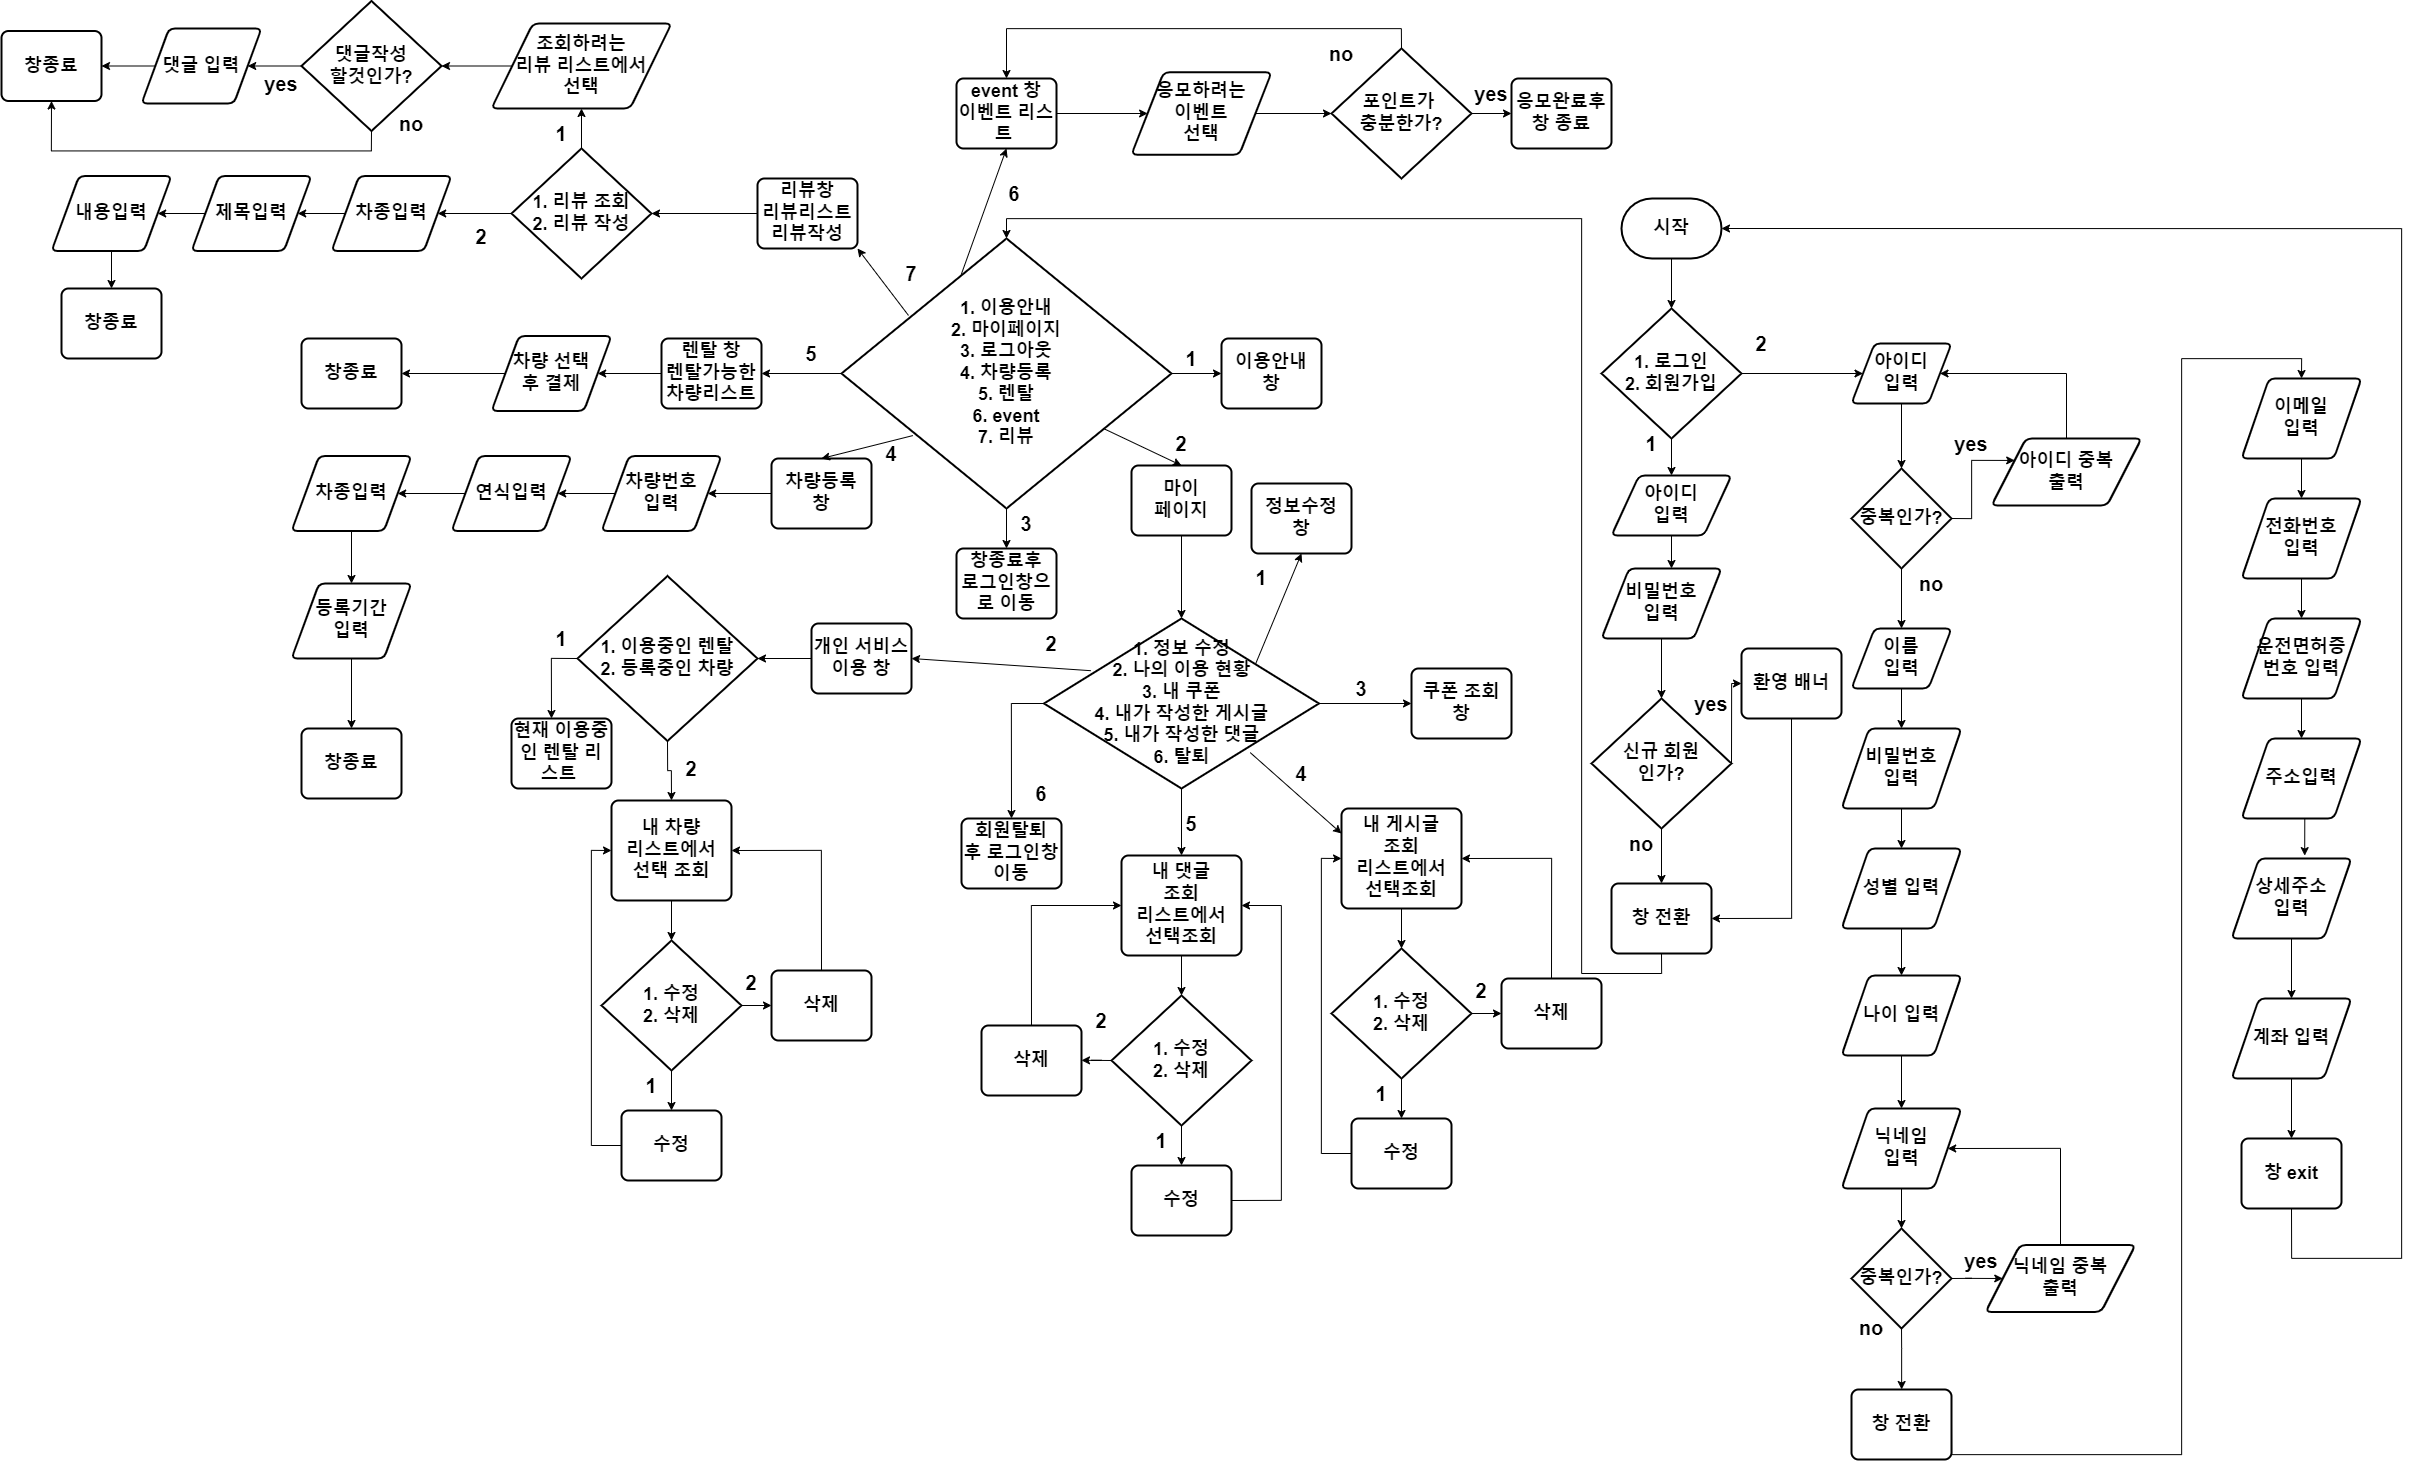 창종료
댓글 입력
yes
댓글작성
할것인가?
no
조회하려는
리뷰 리스트에서
선택
1
내용입력
제목입력
차종입력
2
1. 리뷰 조회
2. 리뷰 작성
리뷰창
리뷰리스트
리뷰작성
창종료
7
event 창
이벤트 리스
트
6
응모하려는
이벤트
선택
no
포인트가
충분한가?
yes
응모완료후
창 종료
1. 이용안내
2. 마이페이지
3. 로그아웃
4. 차량등록
5. 렌탈
6. event
7. 리뷰
1
이용안내
창
5
렌탈 창
렌탈가능한
차량리스트
차량 선택
후 결제
창종료
4
차량등록
창
차량번호
입력
연식입력
차종입력
등록기간
입력
창종료
3
창종료후
로그인창으
로 이동
2
마이
페이지
1. 정보 수정
2. 나의 이용 현황
3. 내 쿠폰
4. 내가 작성한 게시글
5. 내가 작성한 댓글
6. 탈퇴
1
정보수정
창
2
개인 서비스
이용 창
1. 이용중인 렌탈
2. 등록중인 차량
1
현재 이용중
인 렌탈 리
스트
2
내 차량
리스트에서
선택 조회
1. 수정
2. 삭제
2
삭제
1
수정
3
쿠폰 조회
창
6
회원탈퇴
후 로그인창
이동
5
내 댓글
조회
리스트에서
선택조회
1. 수정
2. 삭제
2
삭제
1
수정
4
내 게시글
조회
리스트에서
선택조회
1. 수정
2. 삭제
2
삭제
1
수정
시작
1. 로그인
2. 회원가입
1
아이디
입력
비밀번호
입력
신규 회원
인가?
yes
환영 배너
no
창 전환
2
아이디
입력
중복인가?
yes
아이디 중복
출력
no
이름
입력
비밀번호
입력
성별 입력
나이 입력
닉네임
입력
중복인가?
yes
닉네임 중복
출력
no
창 전환
이메일
입력
전화번호
입력
운전면허증
번호 입력
주소입력
상세주소
입력
계좌 입력
창 exit